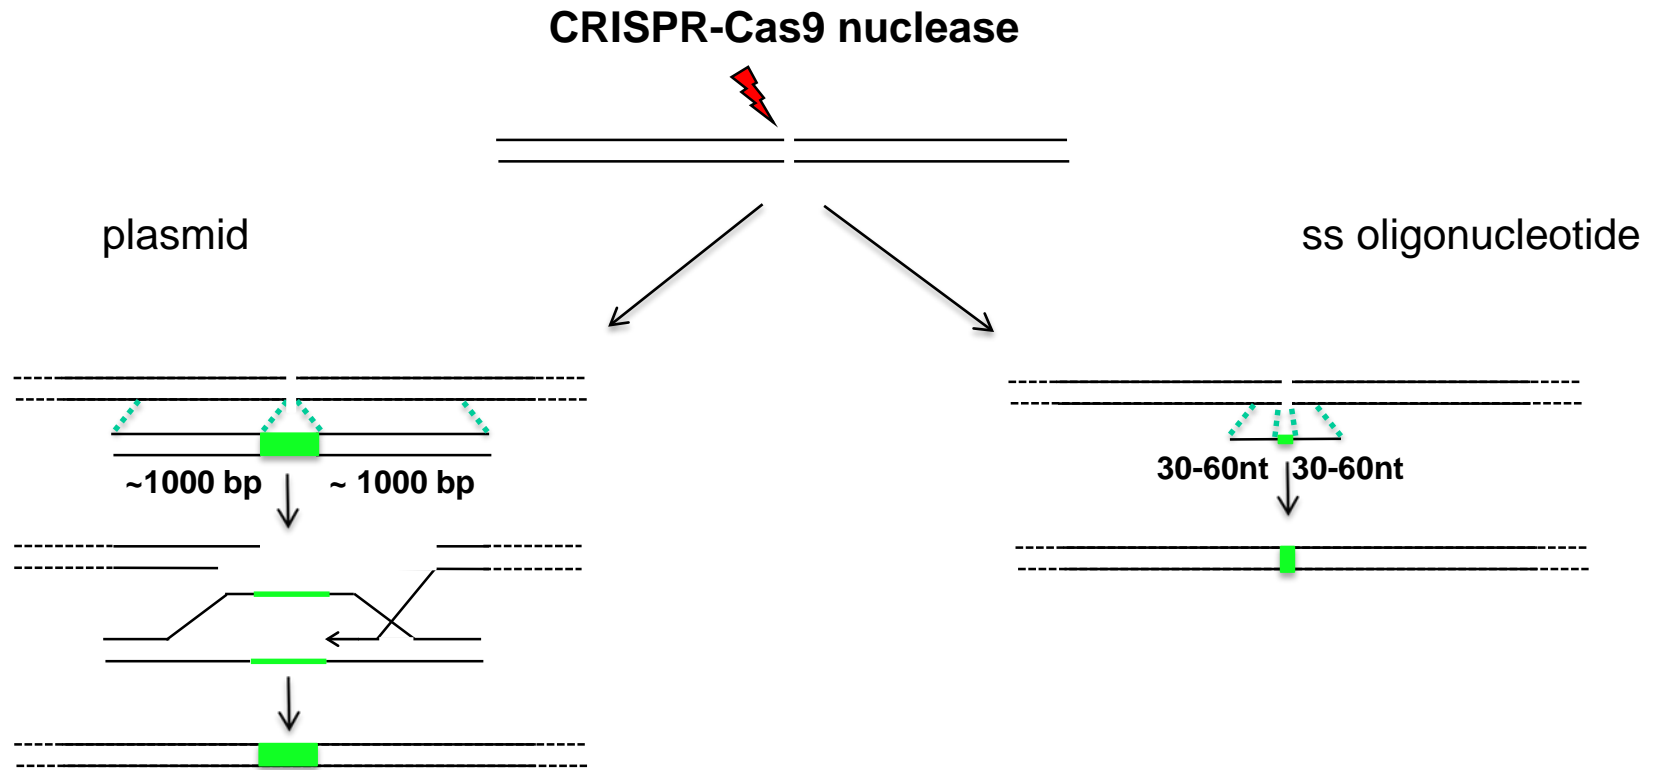 CRISPR-Cas9 nuclease
plasmid
ss oligonucleotide
~1000 bp
~ 1000 bp
30-60nt
30-60nt